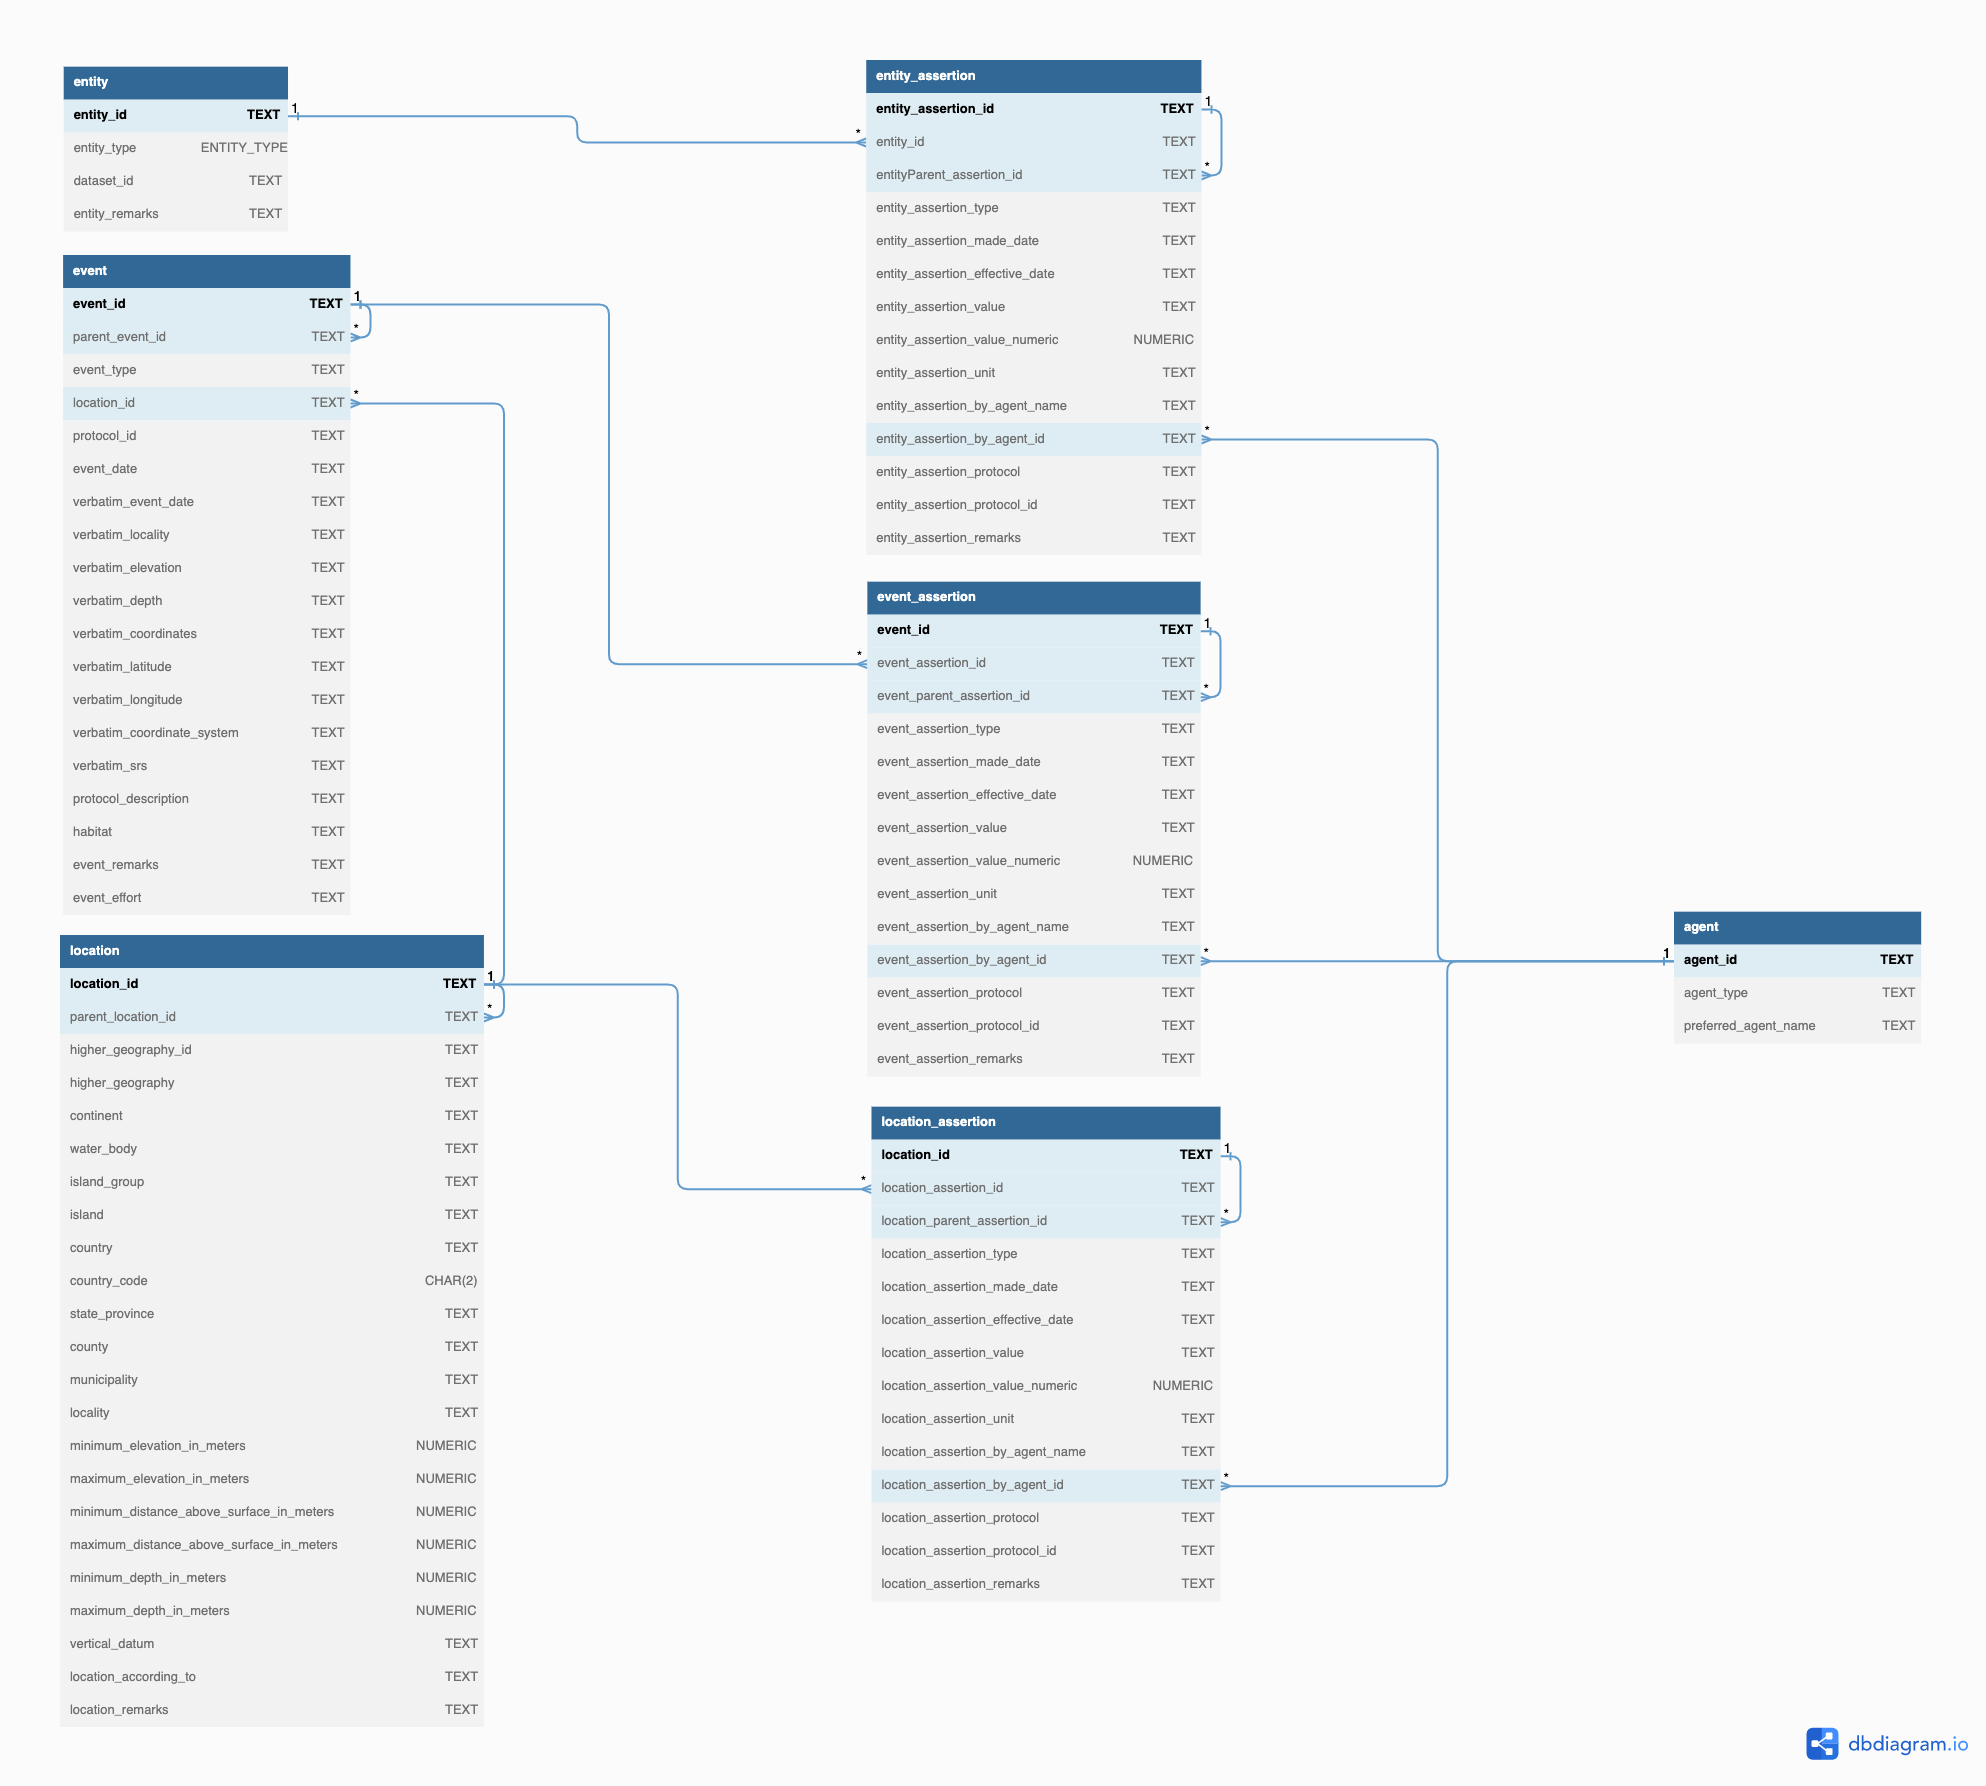 entity
entity_id TEXT
entity_type ENTITY_TYPE
dataset_id TEXT
entity_remarks TEXT
1
*
event
event_id TEXT
parent_event_id TEXT
event_type TEXT
location_id TEXT
protocol_id TEXT
event_date TEXT
verbatim_event_date TEXT
verbatim_locality TEXT
verbatim_elevation TEXT
verbatim_depth TEXT
verbatim_coordinates TEXT
verbatim_latitude TEXT
verbatim_longitude TEXT
verbatim_coordinate_system TEXT
verbatim_srs TEXT
protocol_description TEXT
habitat TEXT
event_remarks TEXT
event_effort TEXT
1
*
*
location
location_id TEXT
parent_location_id TEXT
higher_geography_id TEXT
higher_geography TEXT
continent TEXT
water_body TEXT
island_group TEXT
island TEXT
country TEXT
country_code CHAR(2)
state_province TEXT
county TEXT
municipality TEXT
locality TEXT
minimum_elevation_in_meters NUMERIC
maximum_elevation_in_meters NUMERIC
minimum_distance_above_surface_in_meters NUMERIC
maximum_distance_above_surface_in_meters NUMERIC
minimum_depth_in_meters NUMERIC
maximum_depth_in_meters NUMERIC
vertical_datum TEXT
location_according_to TEXT
location_remarks TEXT
1
*
entity_assertion
entity_assertion_id TEXT
entity_id TEXT
entityParent_assertion_id TEXT
entity_assertion_type TEXT
entity_assertion_made_date TEXT
entity_assertion_effective_date TEXT
entity_assertion_value TEXT
entity_assertion_value_numeric NUMERIC
entity_assertion_unit TEXT
entity_assertion_by_agent_name TEXT
entity_assertion_by_agent_id TEXT
entity_assertion_protocol TEXT
entity_assertion_protocol_id TEXT
entity_assertion_remarks TEXT
1
*
*
event_assertion
event_id TEXT
event_assertion_id TEXT
event_parent_assertion_id TEXT
event_assertion_type TEXT
event_assertion_made_date TEXT
event_assertion_effective_date TEXT
event_assertion_value TEXT
event_assertion_value_numeric NUMERIC
event_assertion_unit TEXT
event_assertion_by_agent_name TEXT
event_assertion_by_agent_id TEXT
event_assertion_protocol TEXT
event_assertion_protocol_id TEXT
event_assertion_remarks TEXT
*
1
*
*
location_assertion
location_id TEXT
location_assertion_id TEXT
location_parent_assertion_id TEXT
location_assertion_type TEXT
location_assertion_made_date TEXT
location_assertion_effective_date TEXT
location_assertion_value TEXT
location_assertion_value_numeric NUMERIC
location_assertion_unit TEXT
location_assertion_by_agent_name TEXT
location_assertion_by_agent_id TEXT
location_assertion_protocol TEXT
location_assertion_protocol_id TEXT
location_assertion_remarks TEXT
*
1
*
*
agent
agent_id TEXT
agent_type TEXT
preferred_agent_name TEXT
1
dbdiagram.io